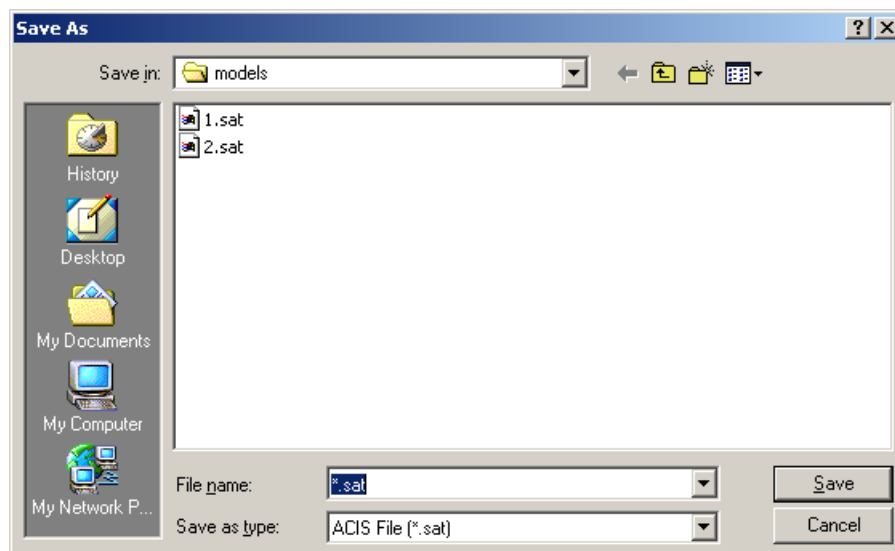 Save As
Save in: models
1.sat
2.sat
History
Desktop
My Documents
My Computer
My Network P...
File name: *.sat Save
Save as type: ACIS File (*.sat) Cancel